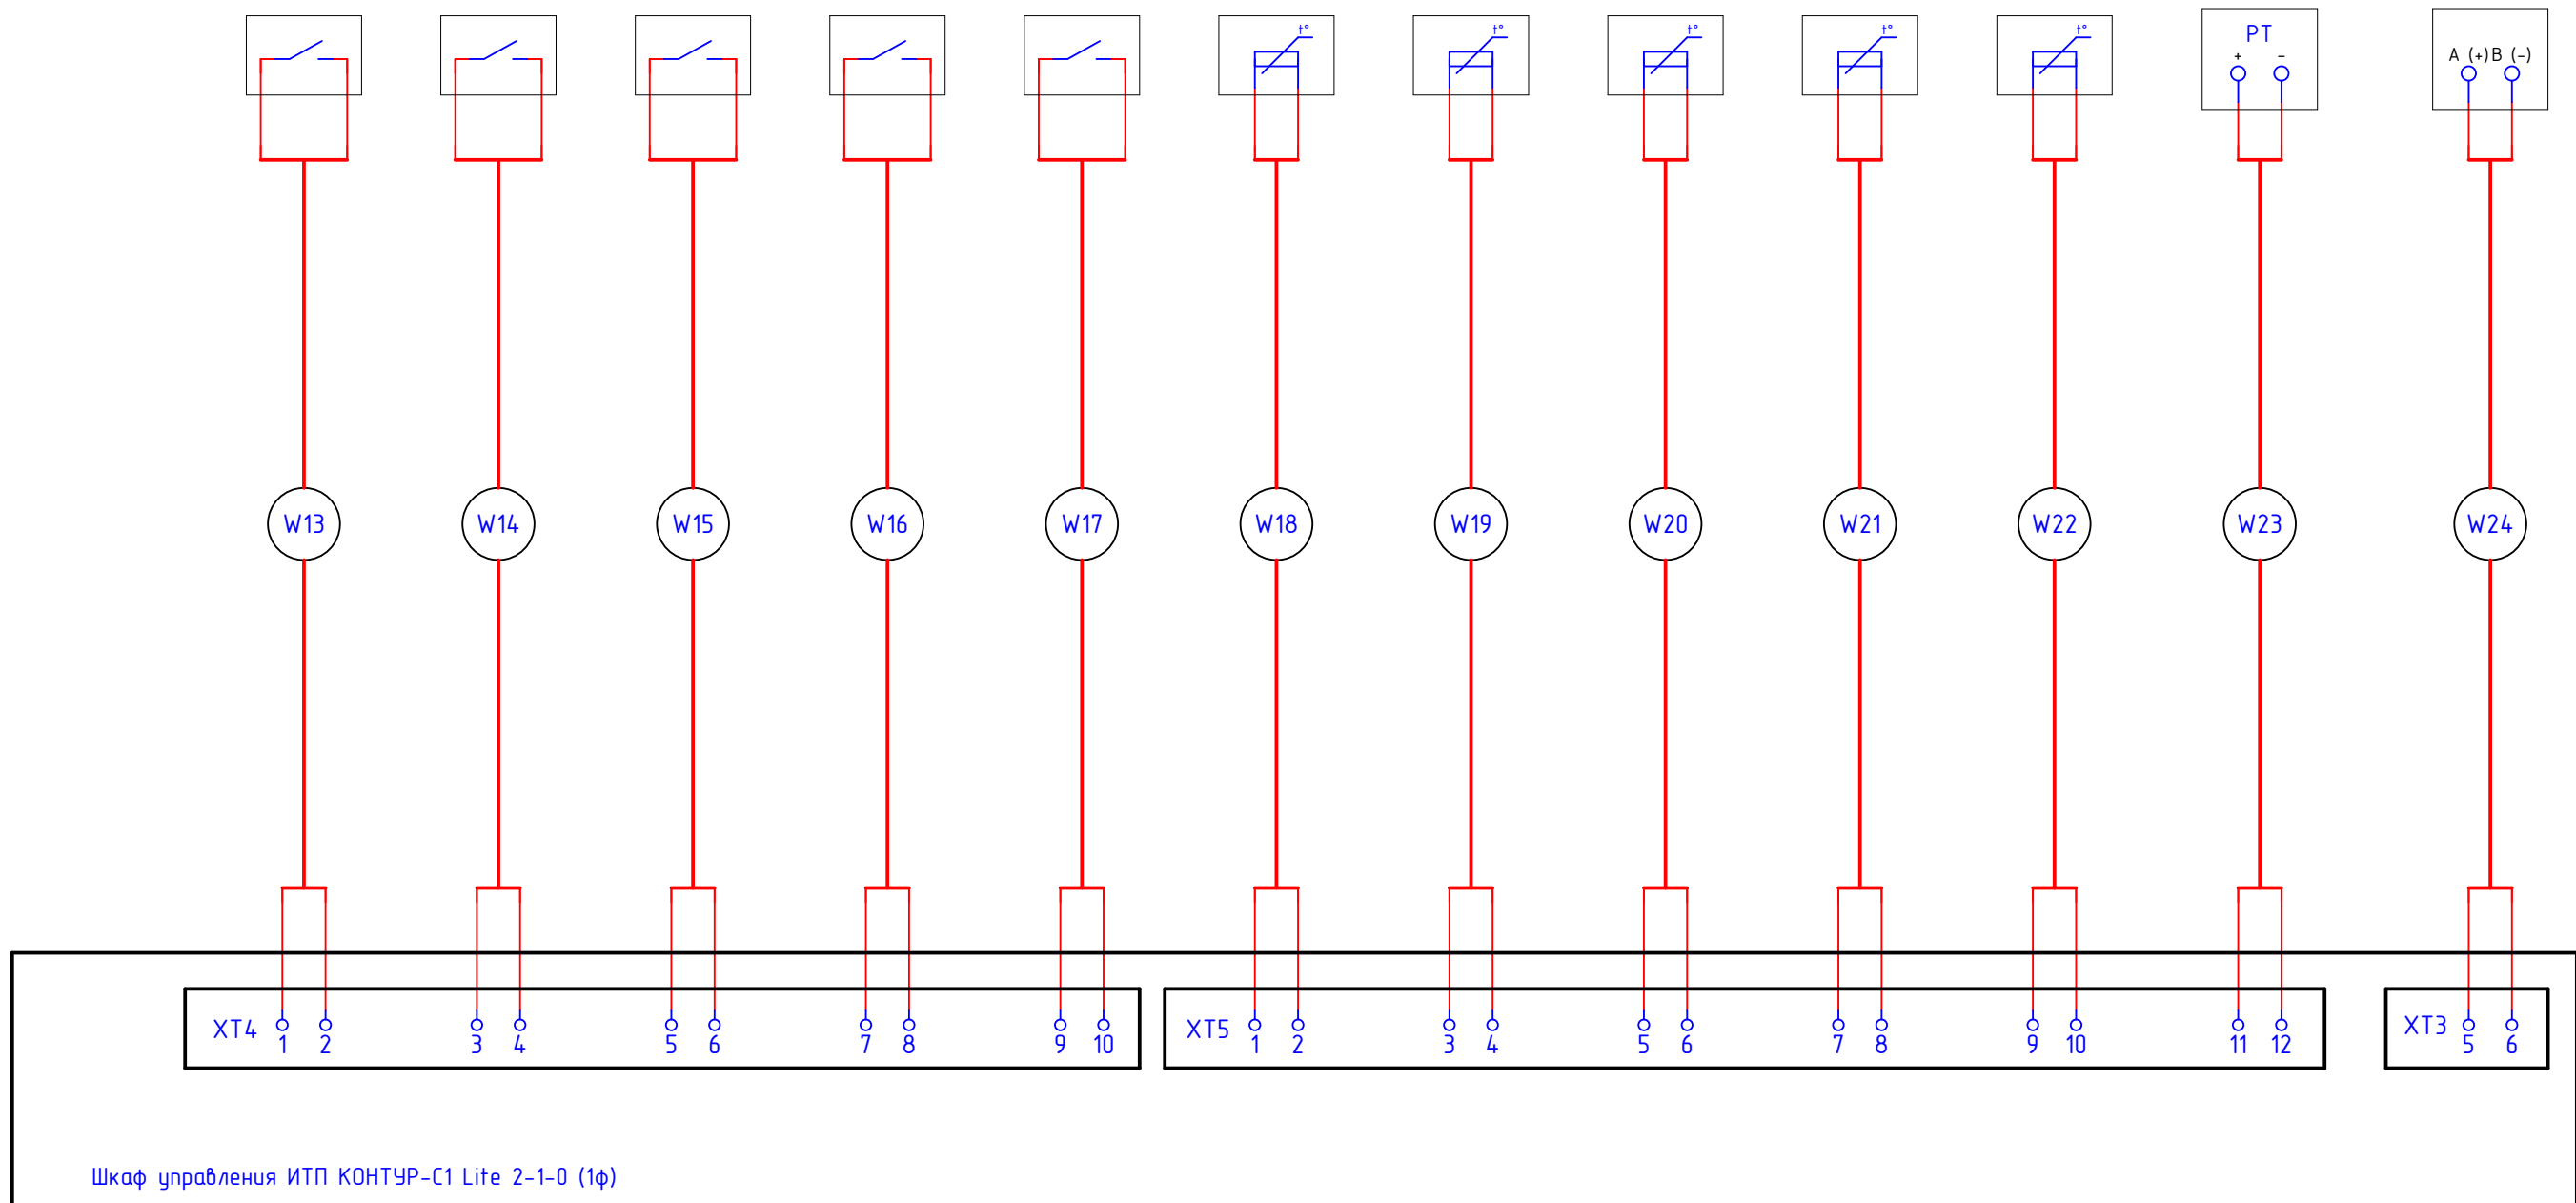 t° t° t° t° t° PT
+ - A (+) B (-)
W13 W14 W15 W16 W17 W18 W19 W20 W21 W22 W23 W24
XT4 1 2 3 4 5 6 7 8 9 10 XT5 1 2 3 4 5 6 7 8 9 10 11 12 XT3 5 6
Шкаф управления ИТП КОНТУР-С1 Lite 2-1-0 (1ф)